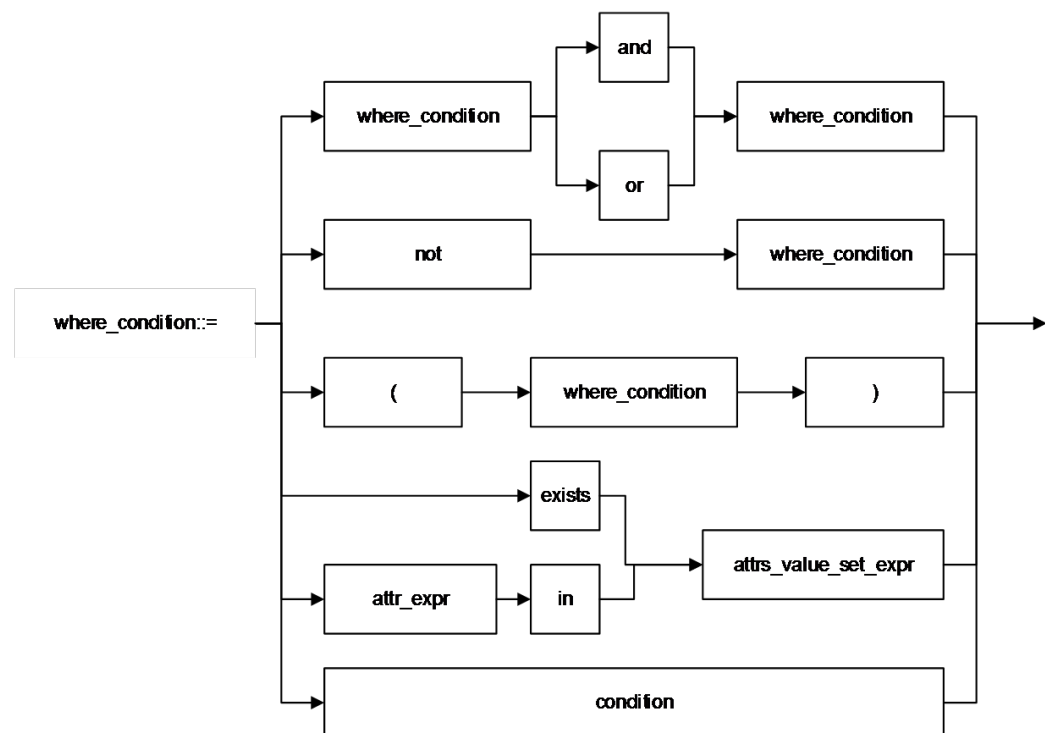 and
where_condition
where_condition
or
not
where_condition
where_condition::=
(
where_condition
)
exists
attrs_value_set_expr
attr_expr
in
condition